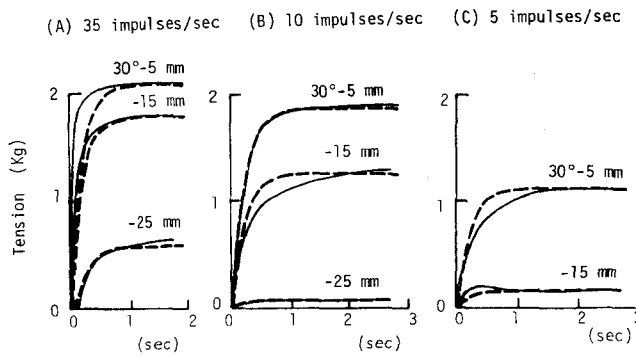 (A) 35 impulses/sec
(B) 10 impulses/sec
(C) 5 impulses/sec
Tension (Kg)
2
1
0
30°-5 mm
-15 mm
-25 mm
0 1 2
(sec)
2
1
0
30°-5 mm
-15 mm
-25 mm
0 1 2 3
(sec)
2
1
0
30°-5 mm
-15 mm
0 1 2 3
(sec)